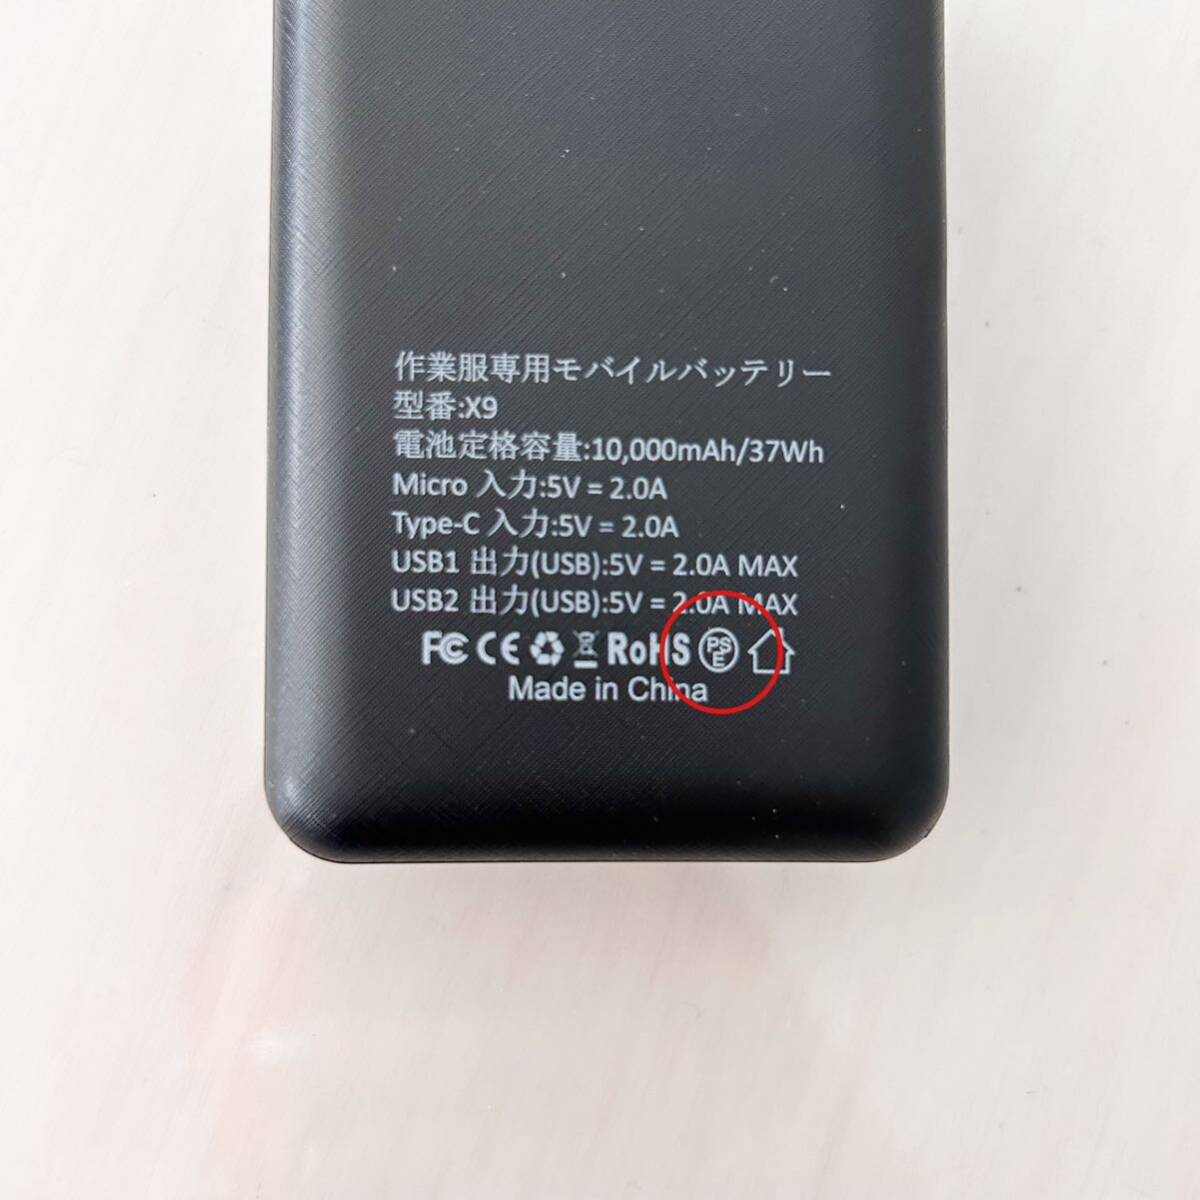 作業服専用モバイルバッテリー
型番:X9
電池定格容量:10,000mAh/37Wh
Micro 入力:5V = 2.0A
Type-C 入力:5V = 2.0A
USB1 出力(USB):5V = 2.0A MAX
USB2 出力(USB):5V = 2.0A MAX
FC CE RoHS PSE
Made in China